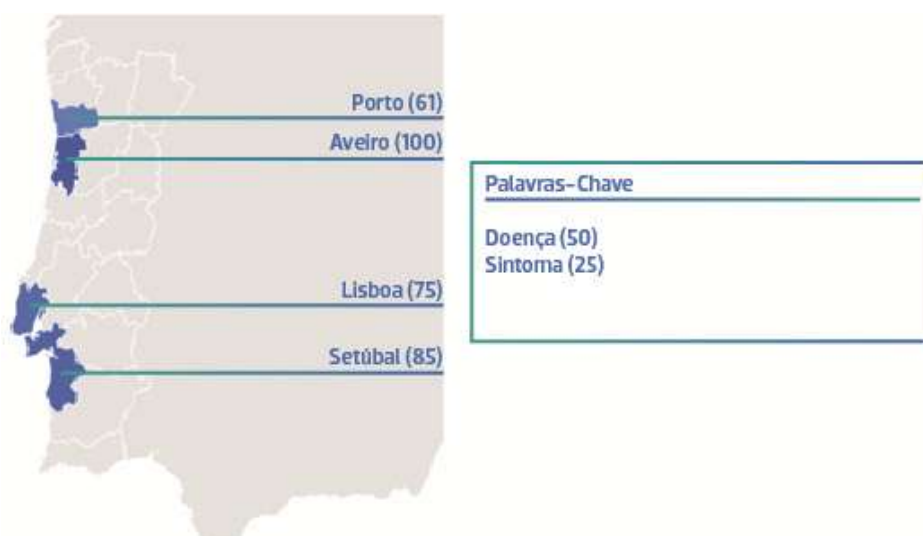 Porto (61)
Aveiro (100)
Lisboa (75)
Setúbal (85)
Palavras-Chave
Doença (50)
Sintoma (25)